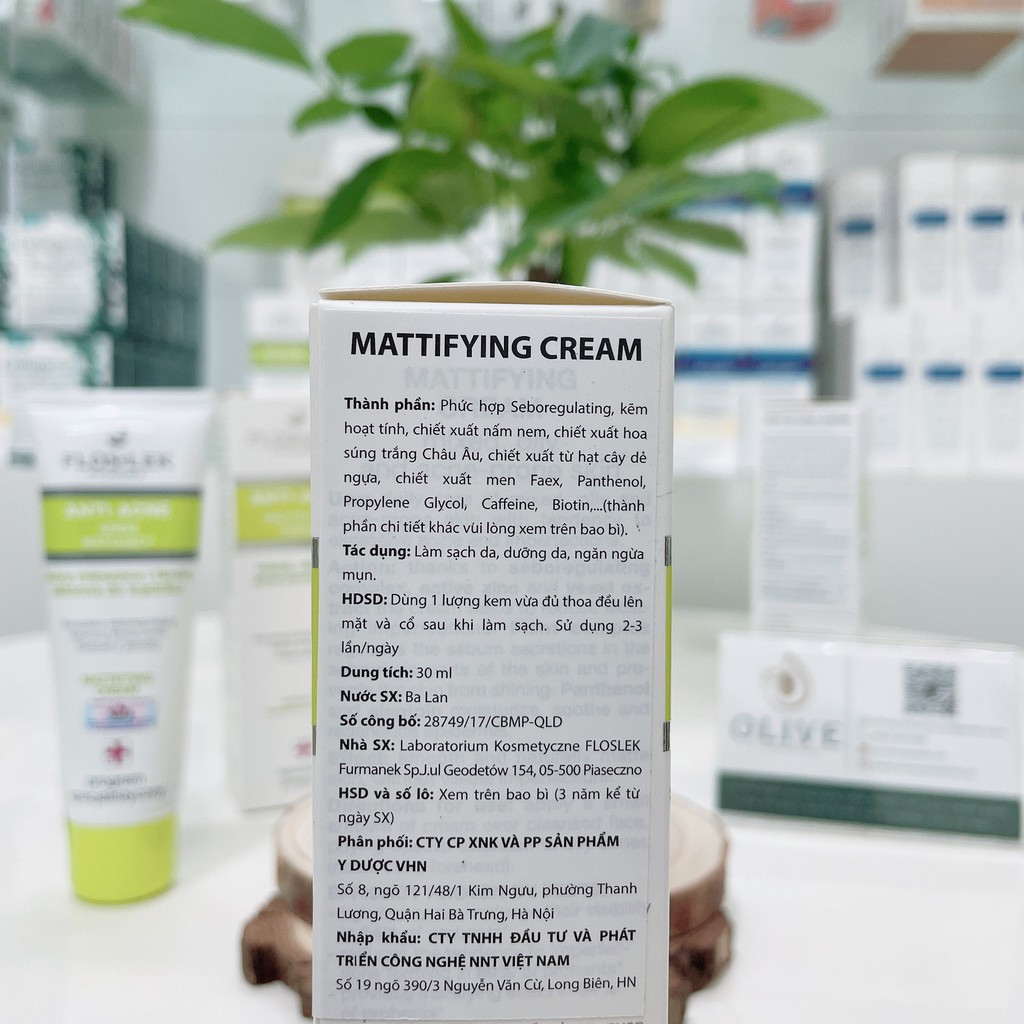 MATTIFYING CREAM
Thành phần: Phức hợp Seboregulating, kẽm
hoạt tính, chiết xuất nấm nem, chiết xuất hoa
súng trắng Châu Âu, chiết xuất từ hạt cây dẻ
ngựa, chiết xuất men Faex, Panthenol,
Propylene Glycol, Caffeine, Biotin,...(thành
phần chi tiết khác vùi lòng xem trên bao bì).
Tác dụng: Làm sạch da, dưỡng da, ngăn ngừa
mụn.
HDSD: Dùng 1 lượng kem vừa đủ thoa đều lên
mặt và cổ sau khi làm sạch. Sử dụng 2-3
lần/ngày
Dung tích: 30 ml
Nước SX: Ba Lan
Số công bố: 28749/17/CBMP-QLD
Nhà SX: Laboratorium Kosmetyczne FLOSLEK
Furmanek Sp.J.ul Geodetów 154, 05-500 Piaseczno
HSD và số lô: Xem trên bao bì (3 năm kể từ
ngày SX)
Phân phối: CTY CP XNK VÀ PP SẢN PHẨM
Y DƯỢC VHN
Số 8, ngõ 121/48/1 Kim Ngưu, phường Thanh
Lương, Quận Hai Bà Trưng, Hà Nội
Nhập khẩu: CTY TNHH ĐẦU TƯ VÀ PHÁT
TRIỂN CÔNG NGHỆ NNT VIỆT NAM
Số 19 ngõ 390/3 Nguyễn Văn Cừ, Long Biên, HN
FLOSLEK
ANTI ACNE
MATTIFYING
CREAM
OLIVE